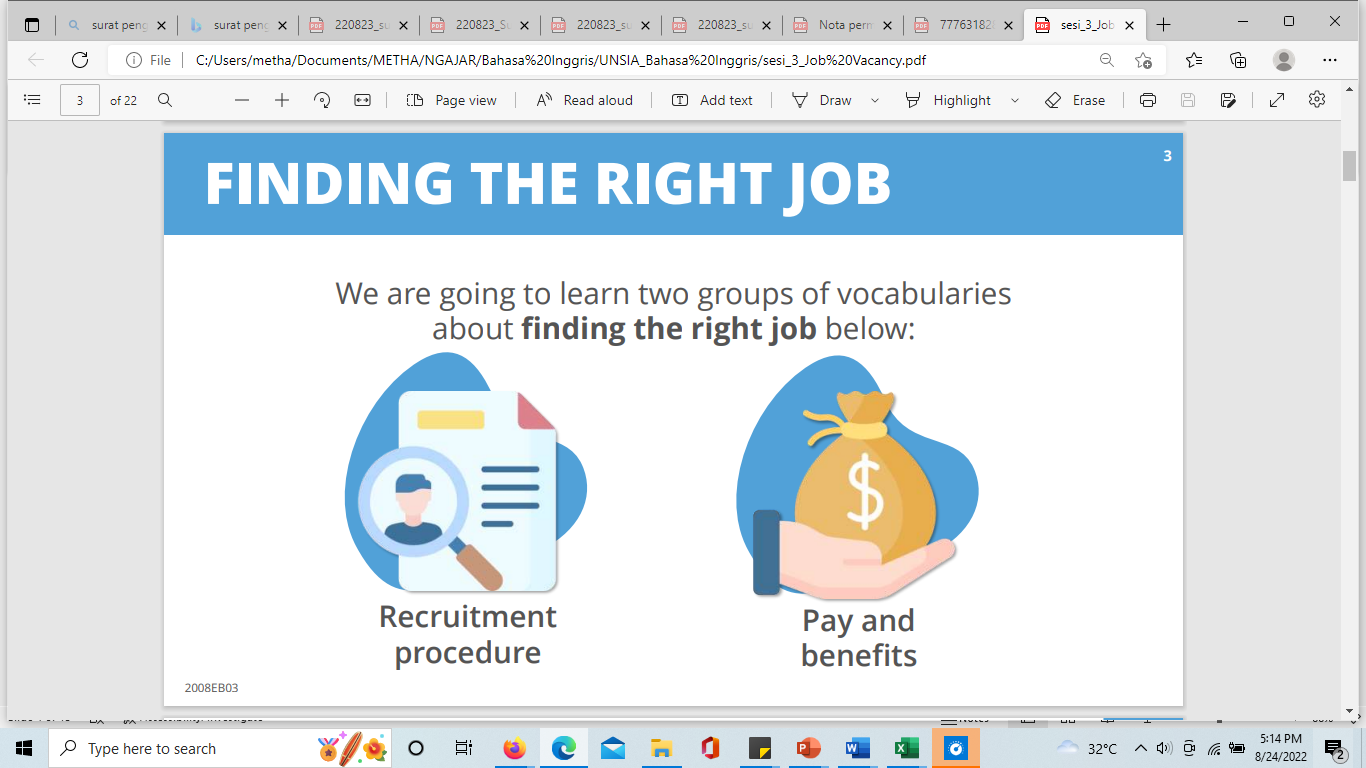 surat peng
surat peng
220823_su
220823_Su
220823_su
220823_su
Nota perm
77763182
sesi_3_Job
File
C:/Users/metha/Documents/METHA/NGAJAR/Bahasa%20Inggris/UNSIA_Bahasa%20Inggris/sesi_3_Job%20Vacancy.pdf
3 of 22
Page view
Read aloud
Add text
Draw
Highlight
Erase
FINDING THE RIGHT JOB
3
We are going to learn two groups of vocabularies
about finding the right job below:
$
Recruitment
procedure
Pay and
benefits
2008EB03
Type here to search
32°C
5:14 PM
8/24/2022
2